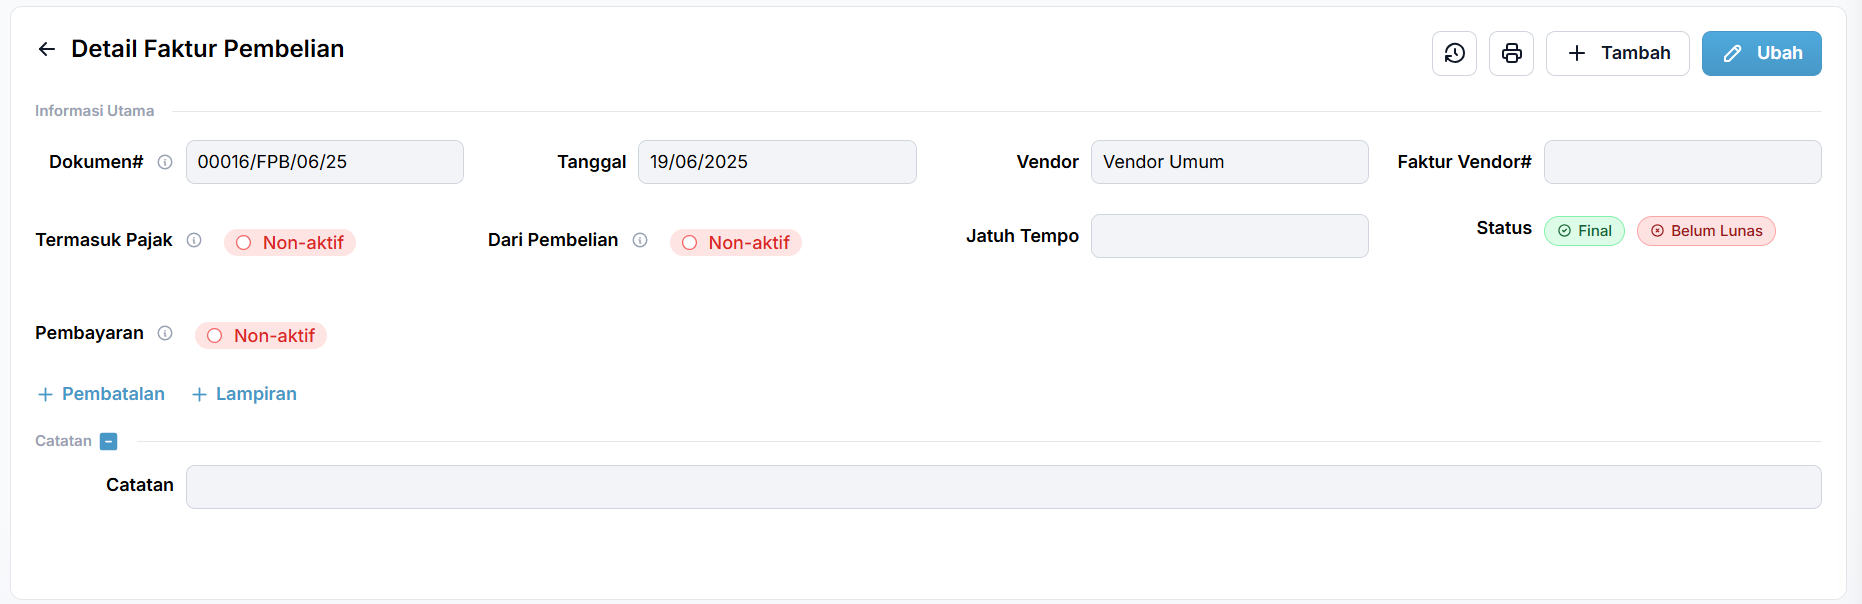 Detail Faktur Pembelian
Tambah
Ubah
Informasi Utama
Dokumen# 00016/FPB/06/25
Tanggal 19/06/2025
Vendor Vendor Umum
Faktur Vendor#
Termasuk Pajak Non-aktif
Dari Pembelian Non-aktif
Jatuh Tempo
Status Final Belum Lunas
Pembayaran Non-aktif
+ Pembatalan + Lampiran
Catatan
Catatan